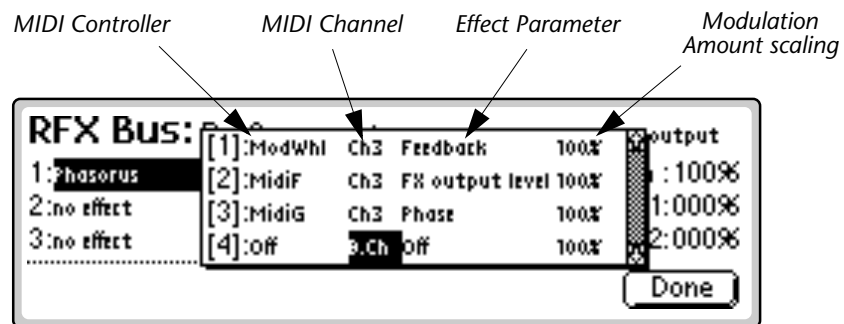 MIDI Controller MIDI Channel Effect Parameter Modulation Amount scaling
RFX Bus:
[1]:ModWhl Ch3 Feedback 100% output
1:Phasorus [2]:MidiF Ch3 FX output level 100% :100%
2:no effect [3]:MidiG Ch3 Phase 100% 1:000%
3:no effect [4]:Off 3.Ch Off 100% 2:000%
Done